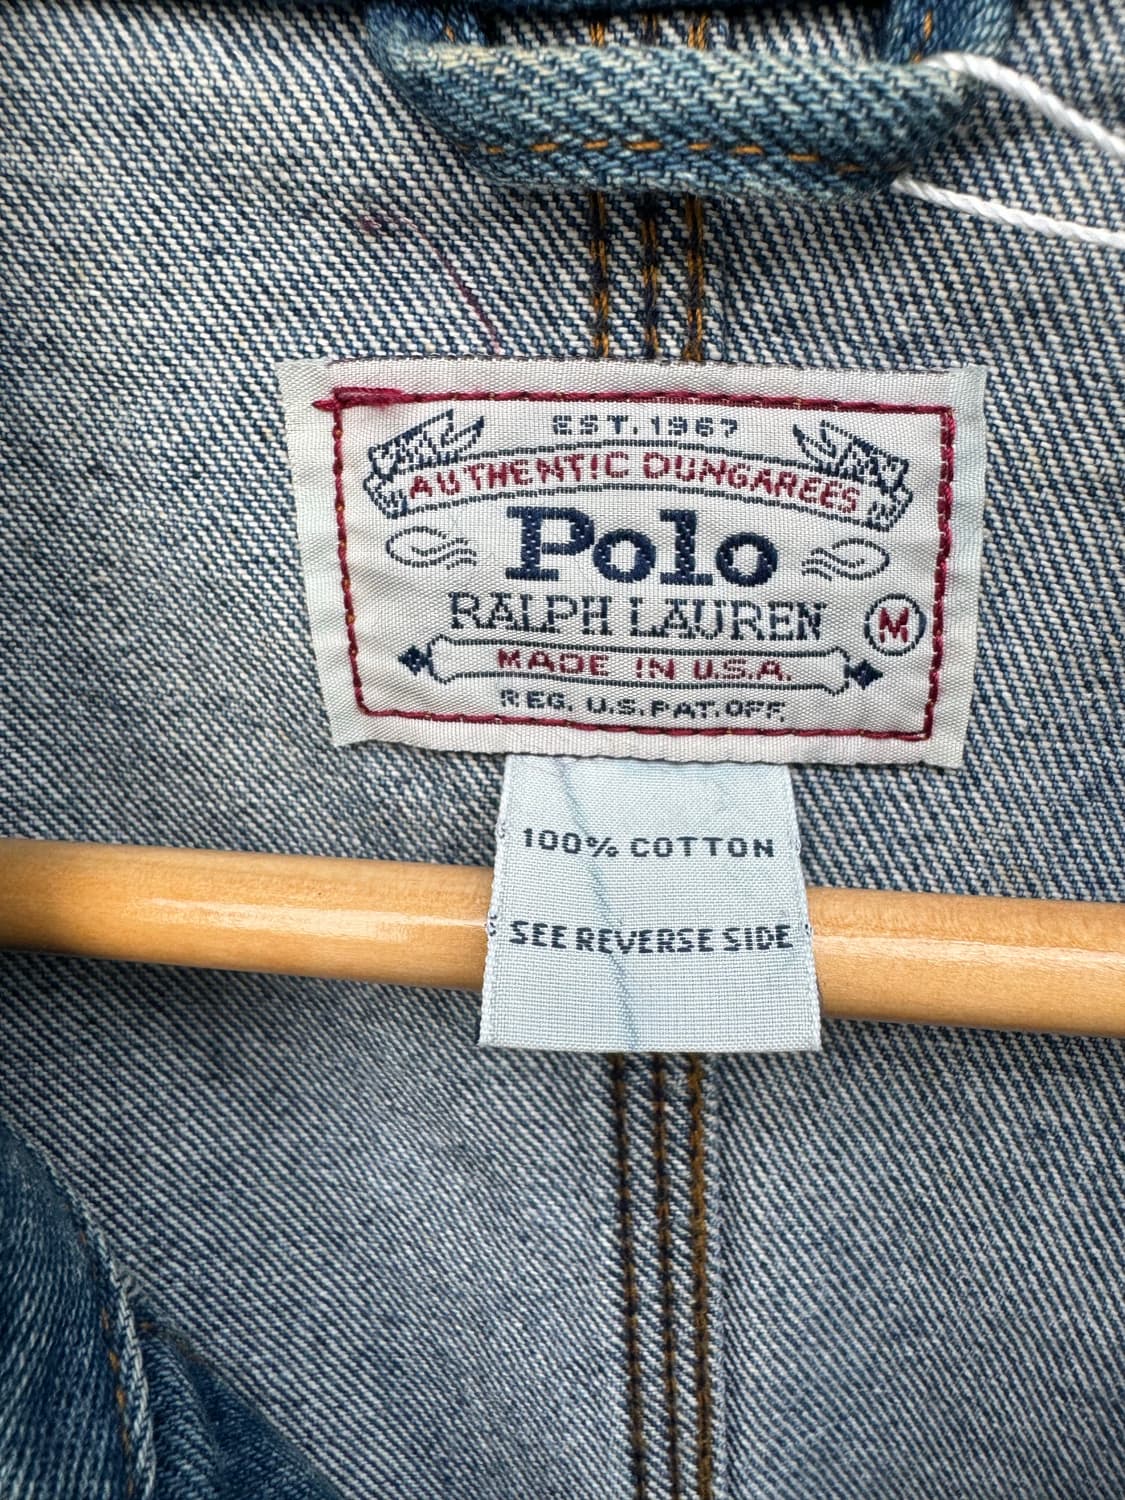 EST. 1967
AUTHENTIC DUNGAREES
Polo
RALPH LAUREN
M
MADE IN U.S.A.
REG. U.S. PAT. OFF.
100% COTTON
SEE REVERSE SIDE